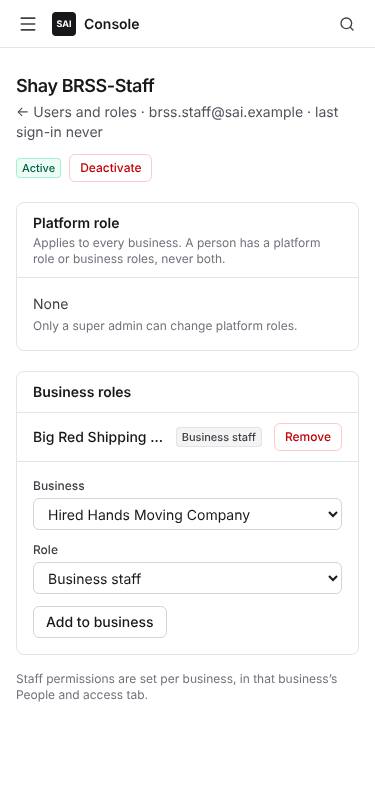 SAI Console
Shay BRSS-Staff
← Users and roles · brss.staff@sai.example · last
sign-in never
Active Deactivate
Platform role
Applies to every business. A person has a platform
role or business roles, never both.
None
Only a super admin can change platform roles.
Business roles
Big Red Shipping ... Business staff Remove
Business
Hired Hands Moving Company
Role
Business staff
Add to business
Staff permissions are set per business, in that business’s
People and access tab.